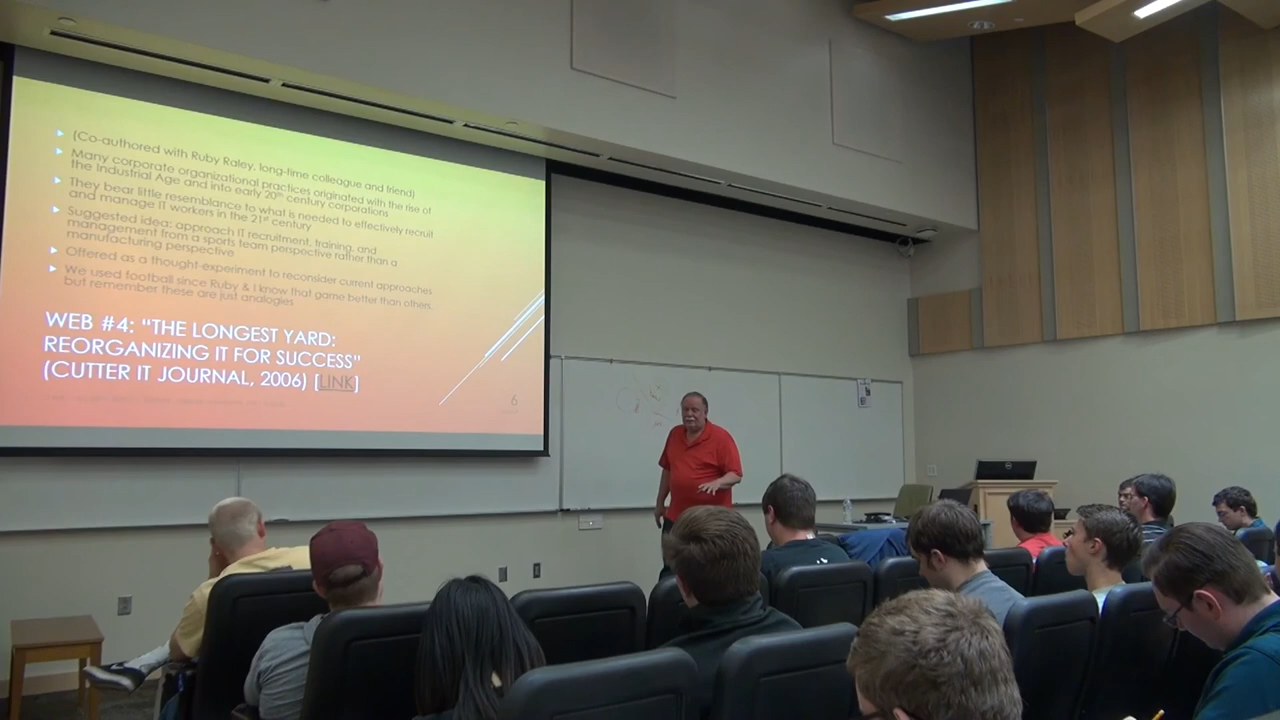 (Co-authored with Ruby Raley, long-time colleague and friend)
Many corporate organizational practices originated with the rise of
the Industrial Age and into early 20th century corporations
They bear little resemblance to what is needed to effectively recruit
and manage IT workers in the 21st century
Suggested idea: approach IT recruitment, training, and
management from a sports team perspective rather than a
manufacturing perspective
Offered as a thought-experiment to reconsider current approaches
We used football since Ruby & I know that game better than others,
but remember these are just analogies
WEB #4: “THE LONGEST YARD:
REORGANIZING IT FOR SUCCESS”
(CUTTER IT JOURNAL, 2006) [LINK]
6